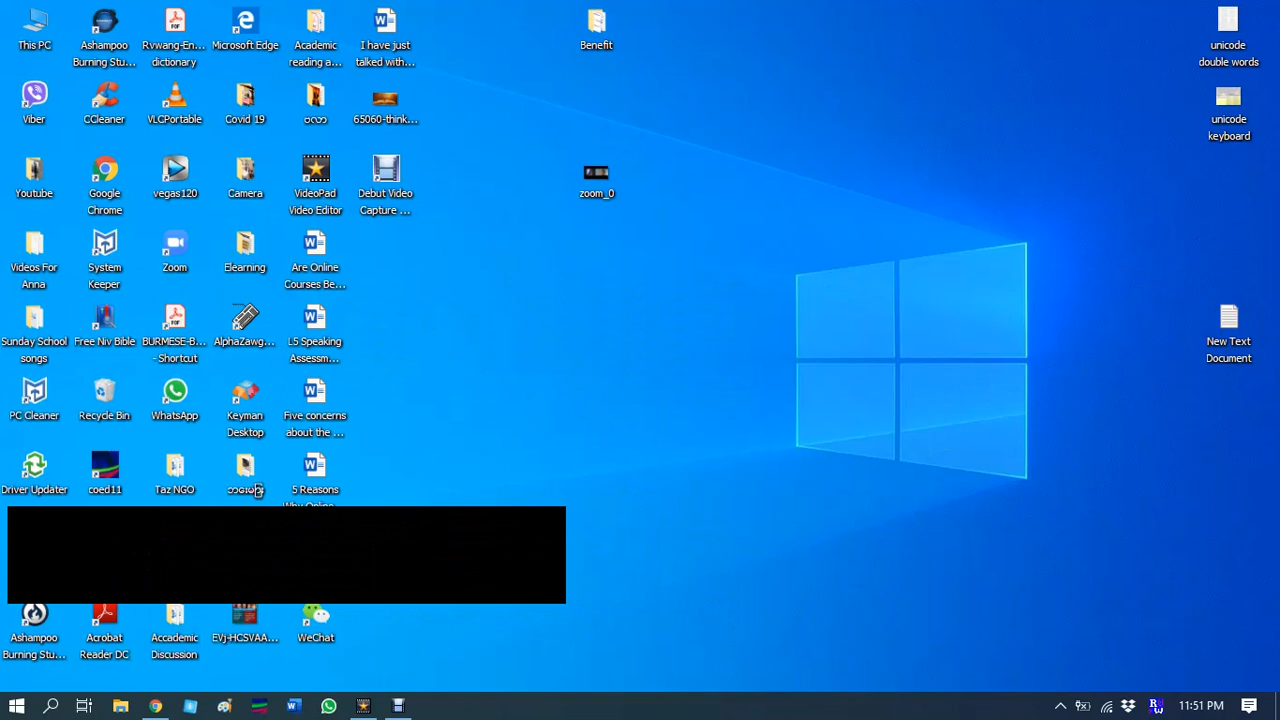 This PC
Ashampoo
Burning Stu...
Rvwang-En...
dictionary
Microsoft Edge
Academic
reading a...
I have just
talked with...
Benefit
unicode
double words
Viber
CCleaner
VLCPortable
Covid 19
စာပေ
65060-think...
unicode
keyboard
Youtube
Google
Chrome
vegas120
Camera
VideoPad
Video Editor
Debut Video
Capture ...
zoom_0
Videos For
Anna
System
Keeper
Zoom
Elearning
Are Online
Courses Be...
Sunday School
songs
Free Niv Bible
BURMESE-B...
- Shortcut
AlphaZawg...
L5 Speaking
Assessm...
New Text
Document
PC Cleaner
Recycle Bin
WhatsApp
Keyman
Desktop
Five concerns
about the ...
Driver Updater
coed11
Taz NGO
5 Reasons
Why Online...
Ashampoo
Burning Stu...
Acrobat
Reader DC
Accademic
Discussion
EVj-HCSVAA...
WeChat
11:51 PM